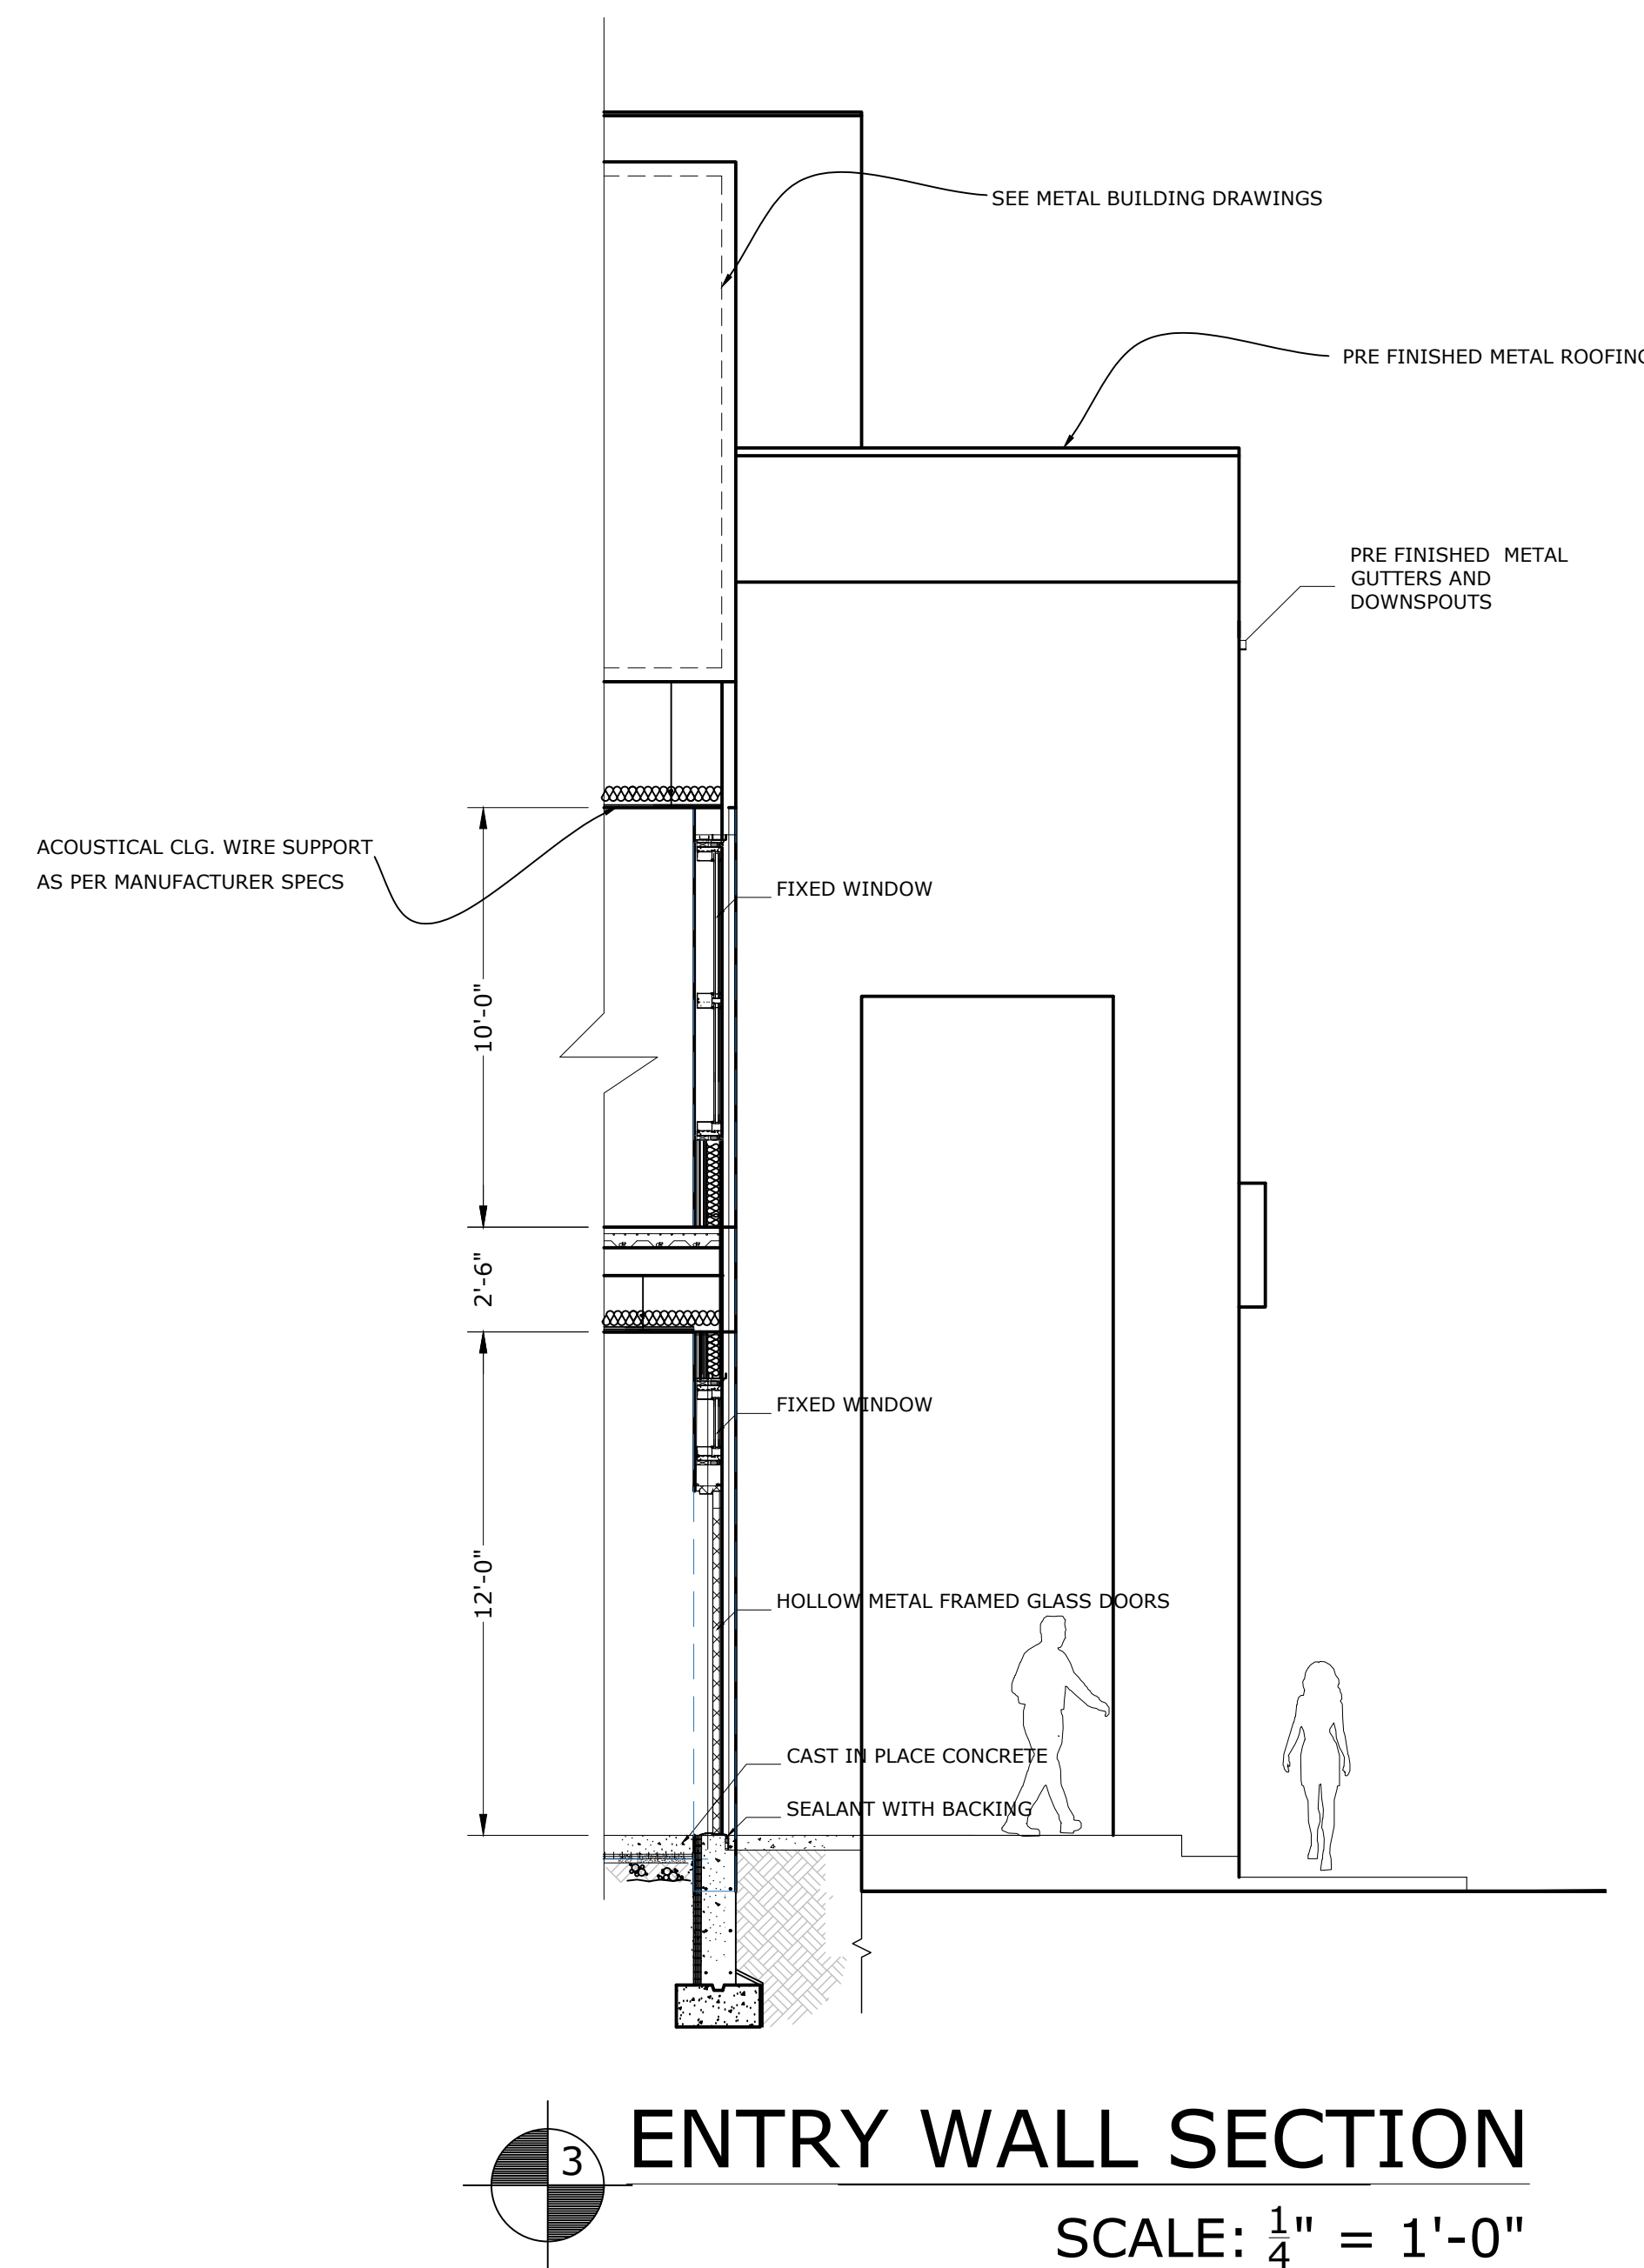 SEE METAL BUILDING DRAWINGS
PRE FINISHED METAL ROOFING
PRE FINISHED METAL
GUTTERS AND
DOWNSPOUTS
ACOUSTICAL CLG. WIRE SUPPORT
AS PER MANUFACTURER SPECS
FIXED WINDOW
10'-0"
2'-6"
FIXED WINDOW
12'-0"
HOLLOW METAL FRAMED GLASS DOORS
CAST IN PLACE CONCRETE
SEALANT WITH BACKING
3
ENTRY WALL SECTION
SCALE: 1/4" = 1'-0"